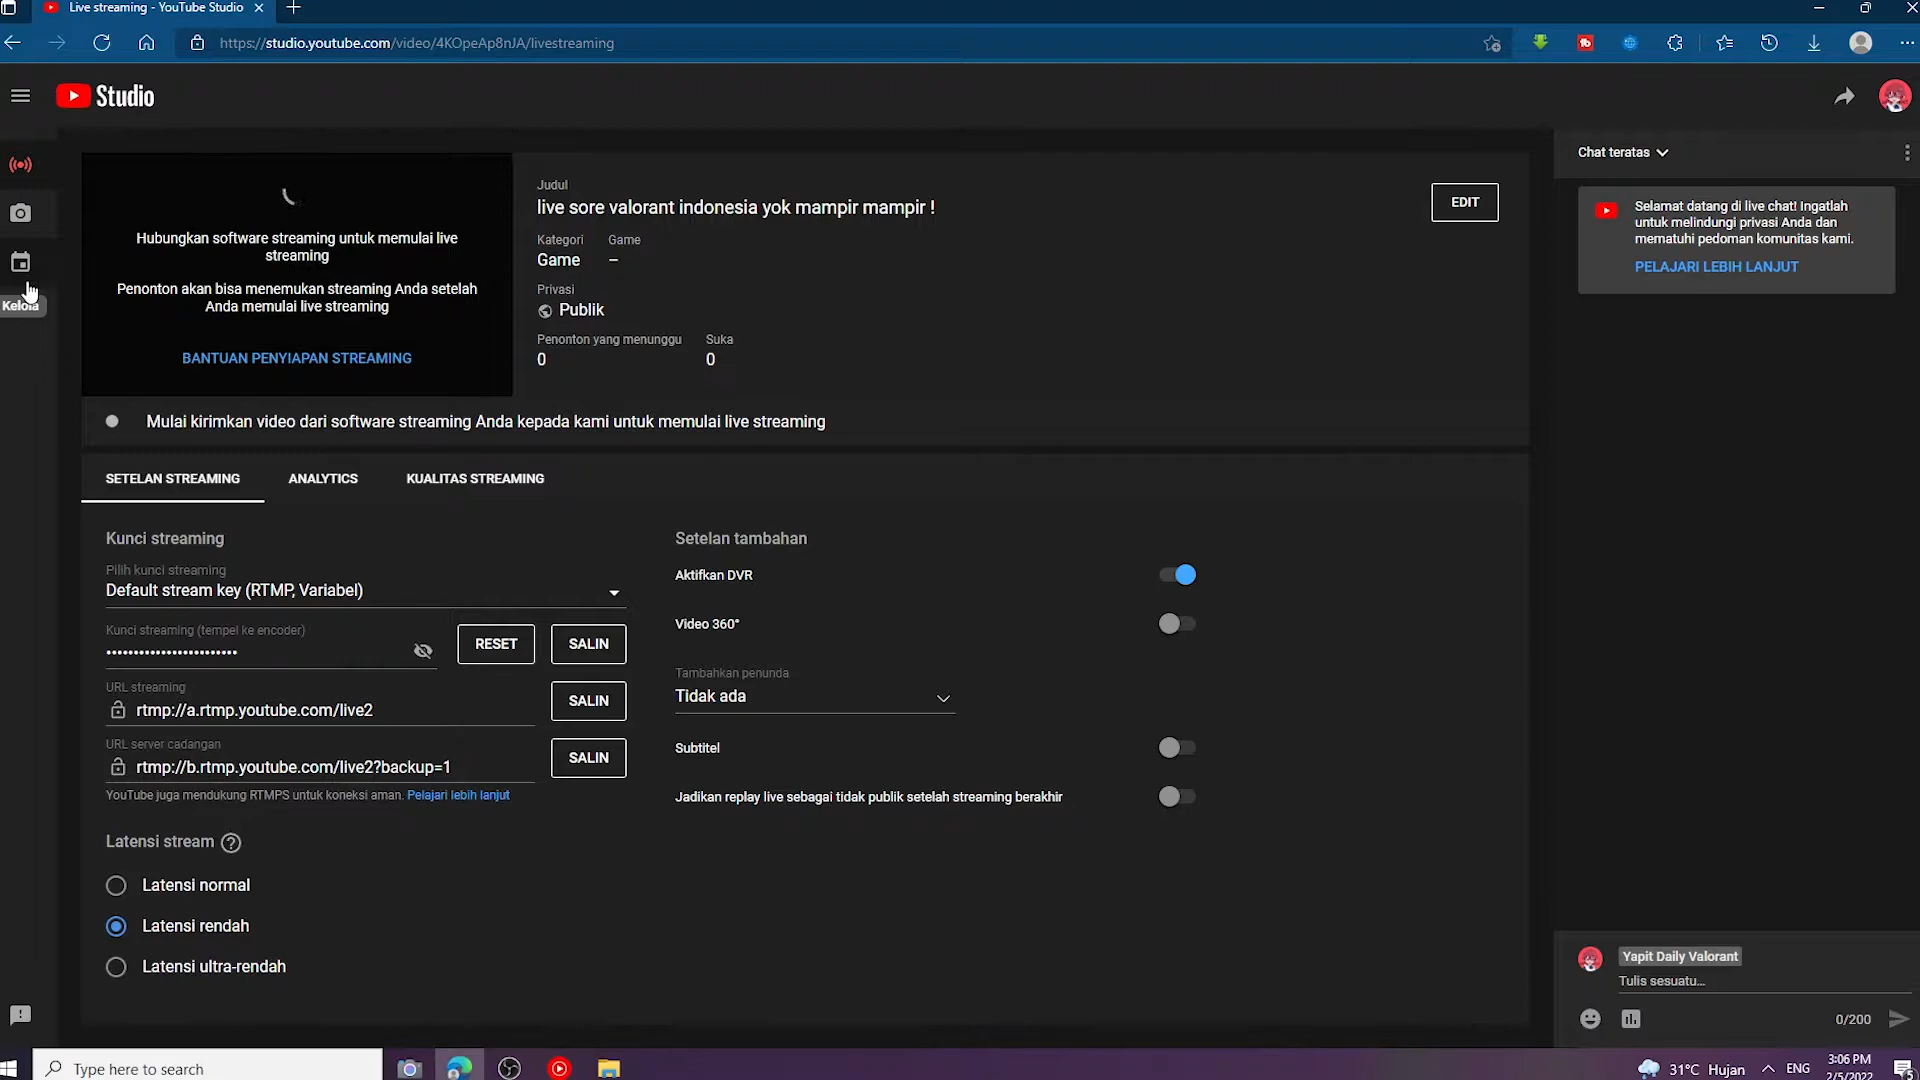 Live streaming - YouTube Studio
https://studio.youtube.com/video/4KOpeAp8nJA/livestreaming
Studio
Kelola
Hubungkan software streaming untuk memulai live
streaming
Penonton akan bisa menemukan streaming Anda setelah
Anda memulai live streaming
BANTUAN PENYIAPAN STREAMING
Judul
live sore valorant indonesia yok mampir mampir !
EDIT
Kategori
Game
Game
–
Privasi
Publik
Penonton yang menunggu
Suka
0
0
Mulai kirimkan video dari software streaming Anda kepada kami untuk memulai live streaming
SETELAN STREAMING
ANALYTICS
KUALITAS STREAMING
Kunci streaming
Pilih kunci streaming
Default stream key (RTMP, Variabel)
Kunci streaming (tempel ke encoder)
••••••••••••••••••••••••
RESET
SALIN
URL streaming
rtmp://a.rtmp.youtube.com/live2
SALIN
URL server cadangan
rtmp://b.rtmp.youtube.com/live2?backup=1
SALIN
YouTube juga mendukung RTMPS untuk koneksi aman. Pelajari lebih lanjut
Latensi stream
Latensi normal
Latensi rendah
Latensi ultra-rendah
Setelan tambahan
Aktifkan DVR
Video 360°
Tambahkan penunda
Tidak ada
Subtitel
Jadikan replay live sebagai tidak publik setelah streaming berakhir
Chat teratas
Selamat datang di live chat! Ingatlah
untuk melindungi privasi Anda dan
mematuhi pedoman komunitas kami.
PELAJARI LEBIH LANJUT
Yapit Daily Valorant
Tulis sesuatu...
0/200
Type here to search
31°C Hujan
ENG
3:06 PM
2/5/2022
5